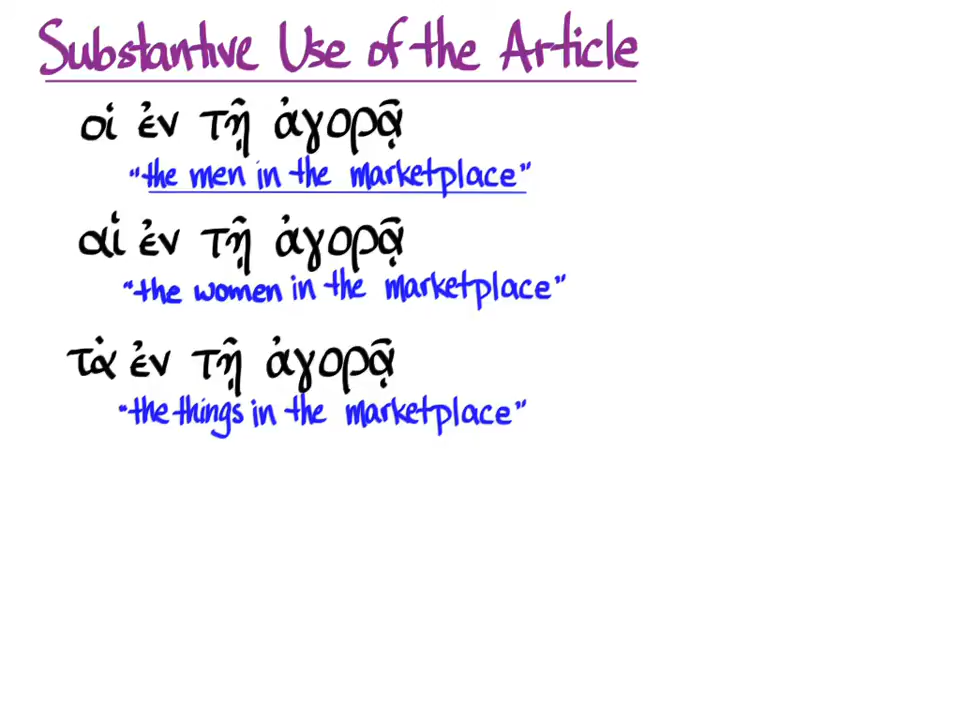 Substantive Use of the Article
οἱ ἐν τῇ ἀγορᾷ
"the men in the marketplace"
αἱ ἐν τῇ ἀγορᾷ
"the women in the marketplace"
τὰ ἐν τῇ ἀγορᾷ
"the things in the marketplace"